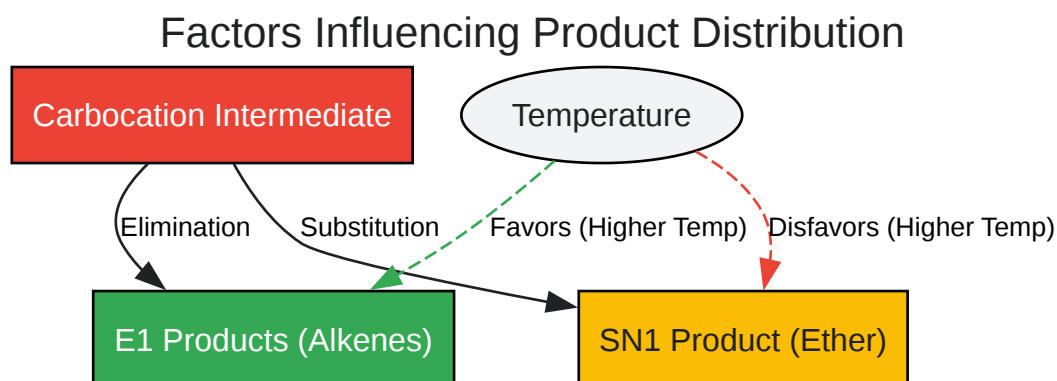 Factors Influencing Product Distribution
Carbocation Intermediate
Temperature
Elimination
Substitution
Favors (Higher Temp)
Disfavors (Higher Temp)
E1 Products (Alkenes)
SN1 Product (Ether)